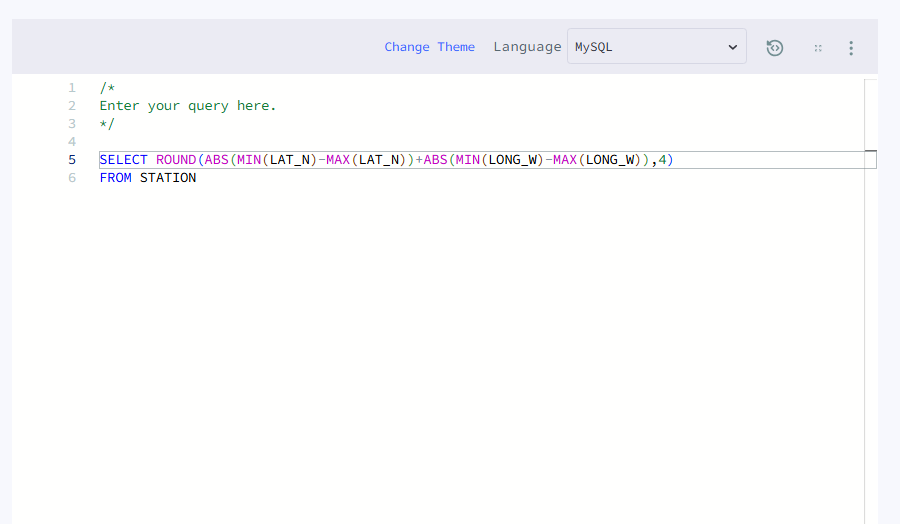 Change Theme Language MySQL
1 /*
2 Enter your query here.
3 */
4
5 SELECT ROUND(ABS(MIN(LAT_N)-MAX(LAT_N))+ABS(MIN(LONG_W)-MAX(LONG_W)),4)
6 FROM STATION